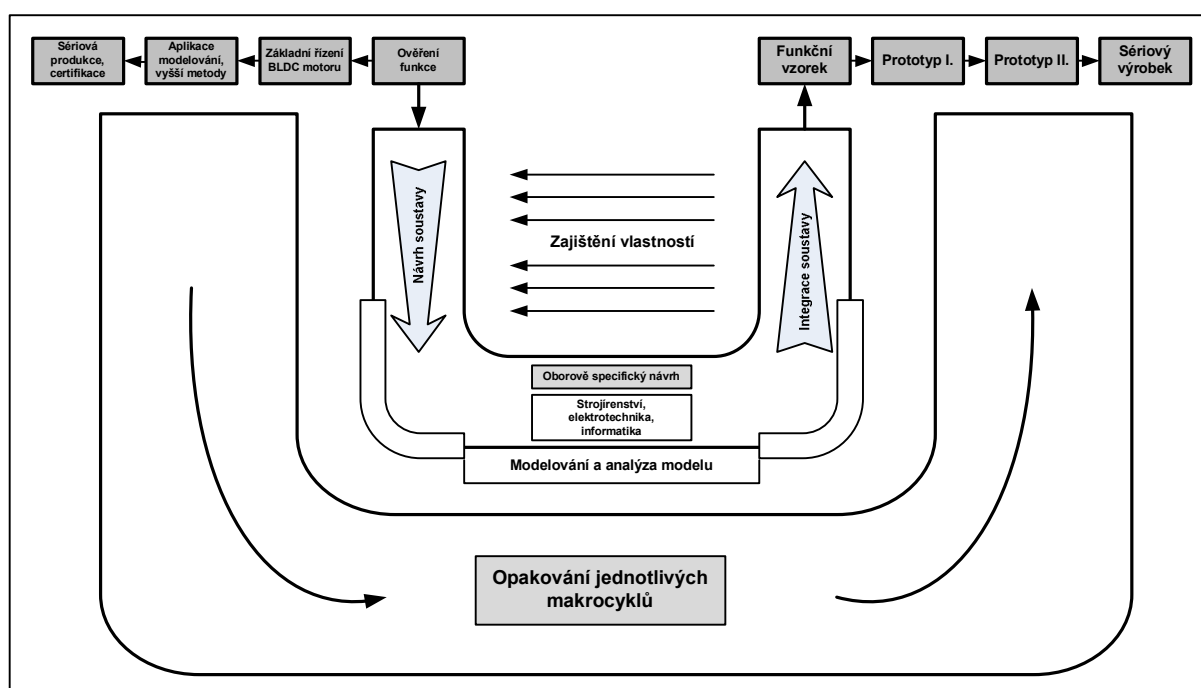 Sériová
produkce,
certifikace
Aplikace
modelování,
vyšší metody
Základní řízení
BLDC motoru
Ověření
funkce
Funkční
vzorek
Prototyp I.
Prototyp II.
Sériový
výrobek
Návrh soustavy
Zajištění vlastností
Integrace soustavy
Oborově specifický návrh
Strojírenství,
elektrotechnika,
informatika
Modelování a analýza modelu
Opakování jednotlivých
makrocyklů